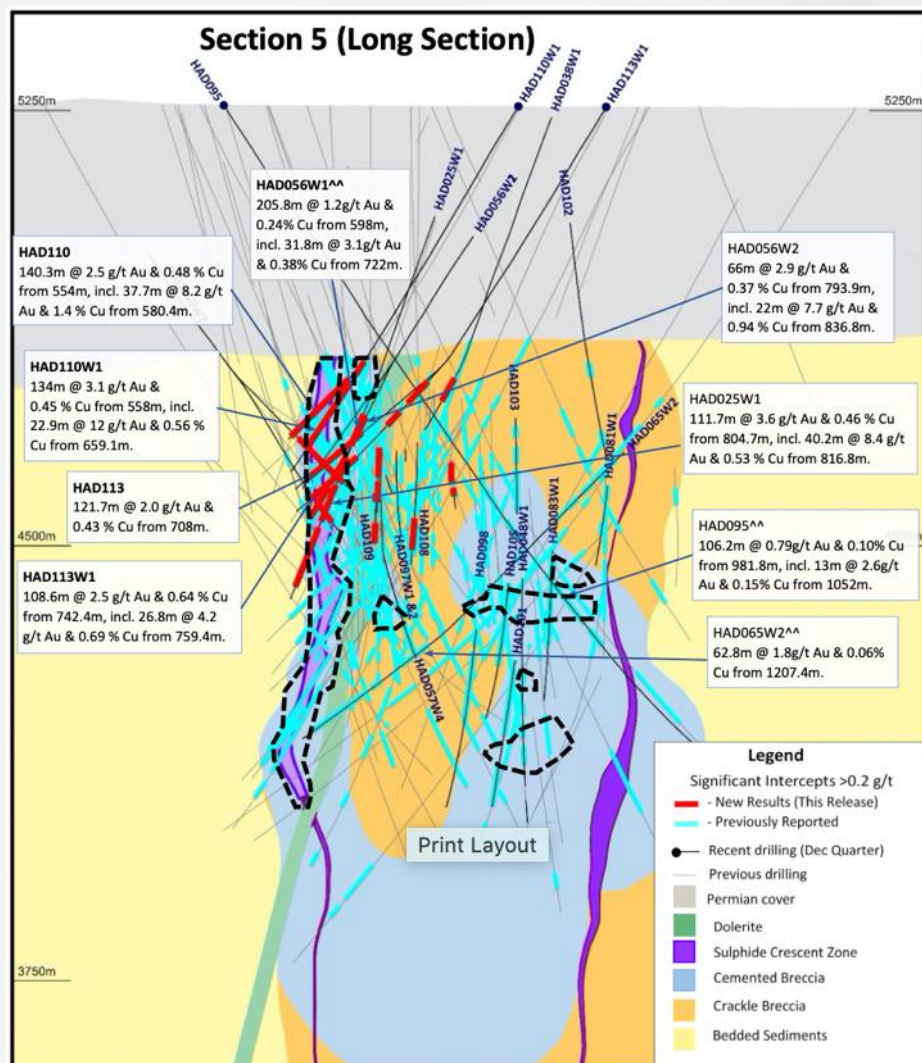 Section 5 (Long Section)
HAD095
HAD110W1
HAD038W1
HAD113W1
5250m
5250m
HAD025W1
HAD056W2
HAD102
HAD056W1^^
205.8m @ 1.2g/t Au &
0.24% Cu from 598m,
incl. 31.8m @ 3.1g/t Au
& 0.38% Cu from 722m.
HAD110
140.3m @ 2.5 g/t Au & 0.48 % Cu
from 554m, incl. 37.7m @ 8.2 g/t
Au & 1.4 % Cu from 580.4m.
HAD056W2
66m @ 2.9 g/t Au &
0.37 % Cu from 793.9m,
incl. 22m @ 7.7 g/t Au &
0.94 % Cu from 836.8m.
HAD110W1
134m @ 3.1 g/t Au &
0.45 % Cu from 558m, incl.
22.9m @ 12 g/t Au & 0.56 %
Cu from 659.1m.
HAD025W1
111.7m @ 3.6 g/t Au & 0.46 % Cu
from 804.7m, incl. 40.2m @ 8.4 g/t
Au & 0.53 % Cu from 816.8m.
HAD103
HAD081W1
HAD065W2
HAD113
121.7m @ 2.0 g/t Au &
0.43 % Cu from 708m.
HAD083W1
HAD109
HAD108
HAD097W1 &2
HAD098
HAD105
HAD048W1
4500m
HAD095^^
106.2m @ 0.79g/t Au & 0.10% Cu
from 981.8m, incl. 13m @ 2.6g/t
Au & 0.15% Cu from 1052m.
HAD113W1
108.6m @ 2.5 g/t Au & 0.64 % Cu
from 742.4m, incl. 26.8m @ 4.2
g/t Au & 0.69 % Cu from 759.4m.
HAD101
HAD057W4
HAD065W2^^
62.8m @ 1.8g/t Au & 0.06%
Cu from 1207.4m.
Print Layout
3750m
Legend
Significant Intercepts >0.2 g/t
- New Results (This Release)
- Previously Reported
Recent drilling (Dec Quarter)
Previous drilling
Permian cover
Dolerite
Sulphide Crescent Zone
Cemented Breccia
Crackle Breccia
Bedded Sediments